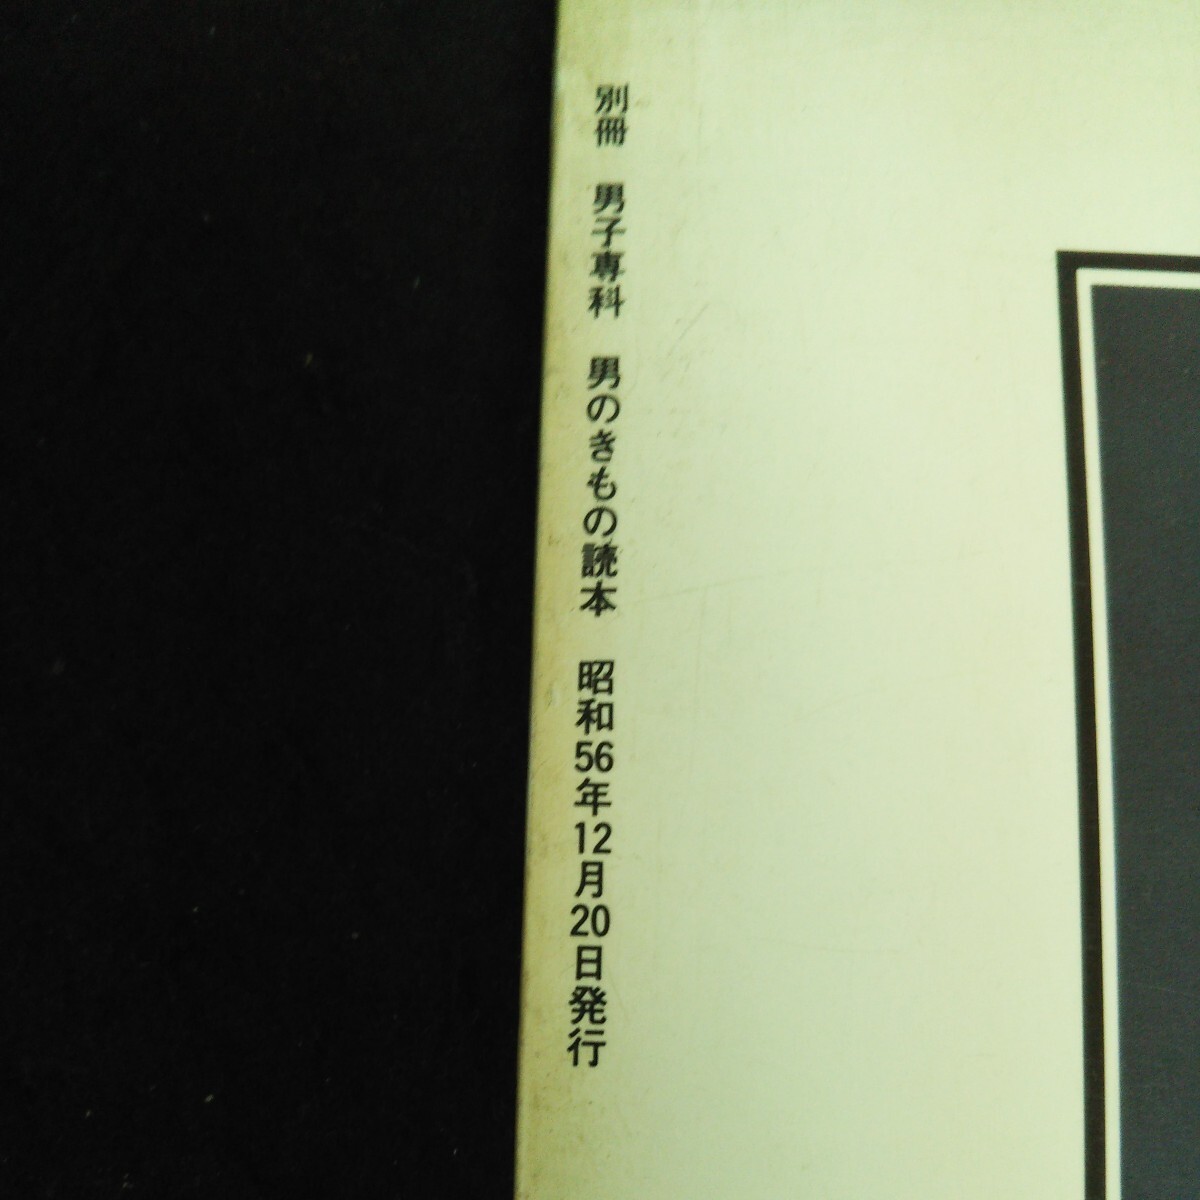 別冊　男子専科　男のきもの読本　昭和56年12月20日発行